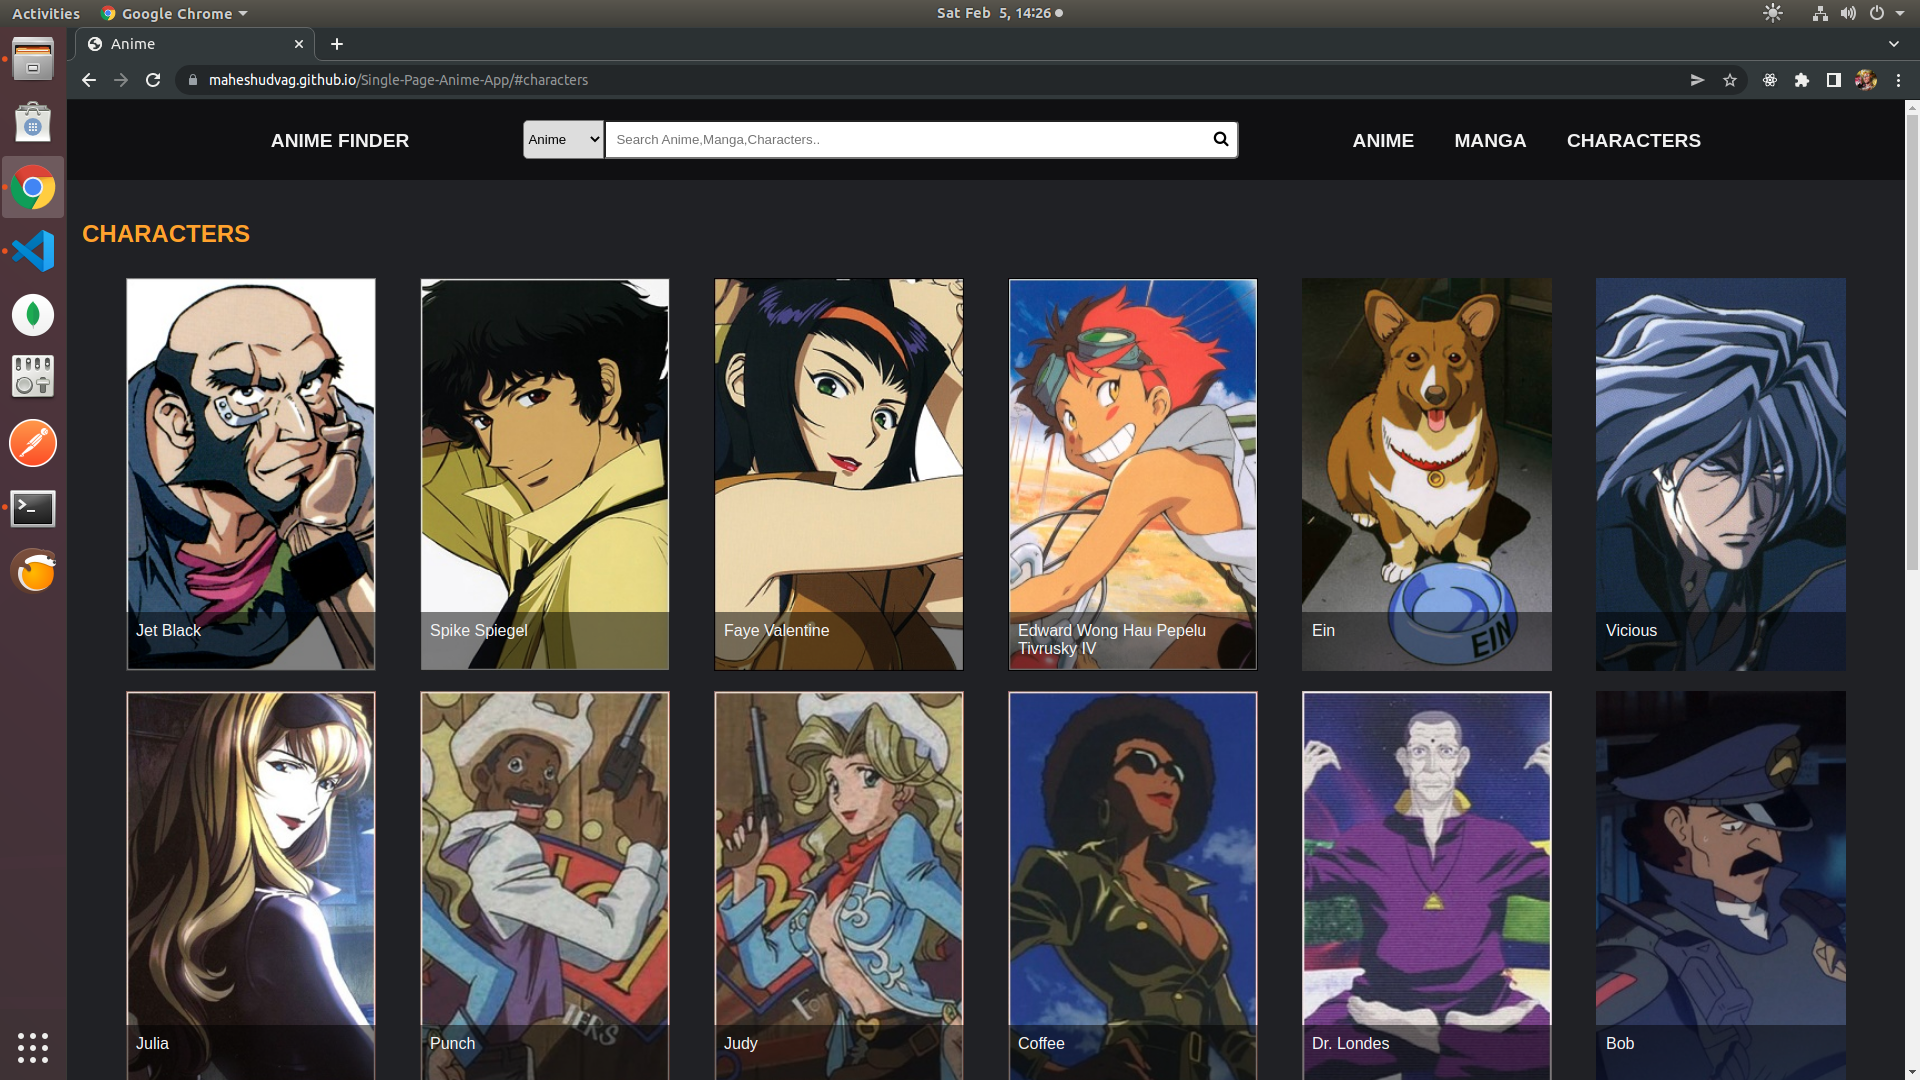 Activities
Google Chrome
Sat Feb 5, 14:26
Anime
maheshudvag.github.io/Single-Page-Anime-App/#characters
ANIME FINDER
Anime
Search Anime,Manga,Characters..
ANIME
MANGA
CHARACTERS
CHARACTERS
EIN
Jet Black
Spike Spiegel
Faye Valentine
Edward Wong Hau Pepelu
Tivrusky IV
Ein
Vicious
Julia
Punch
Judy
Coffee
Dr. Londes
Bob